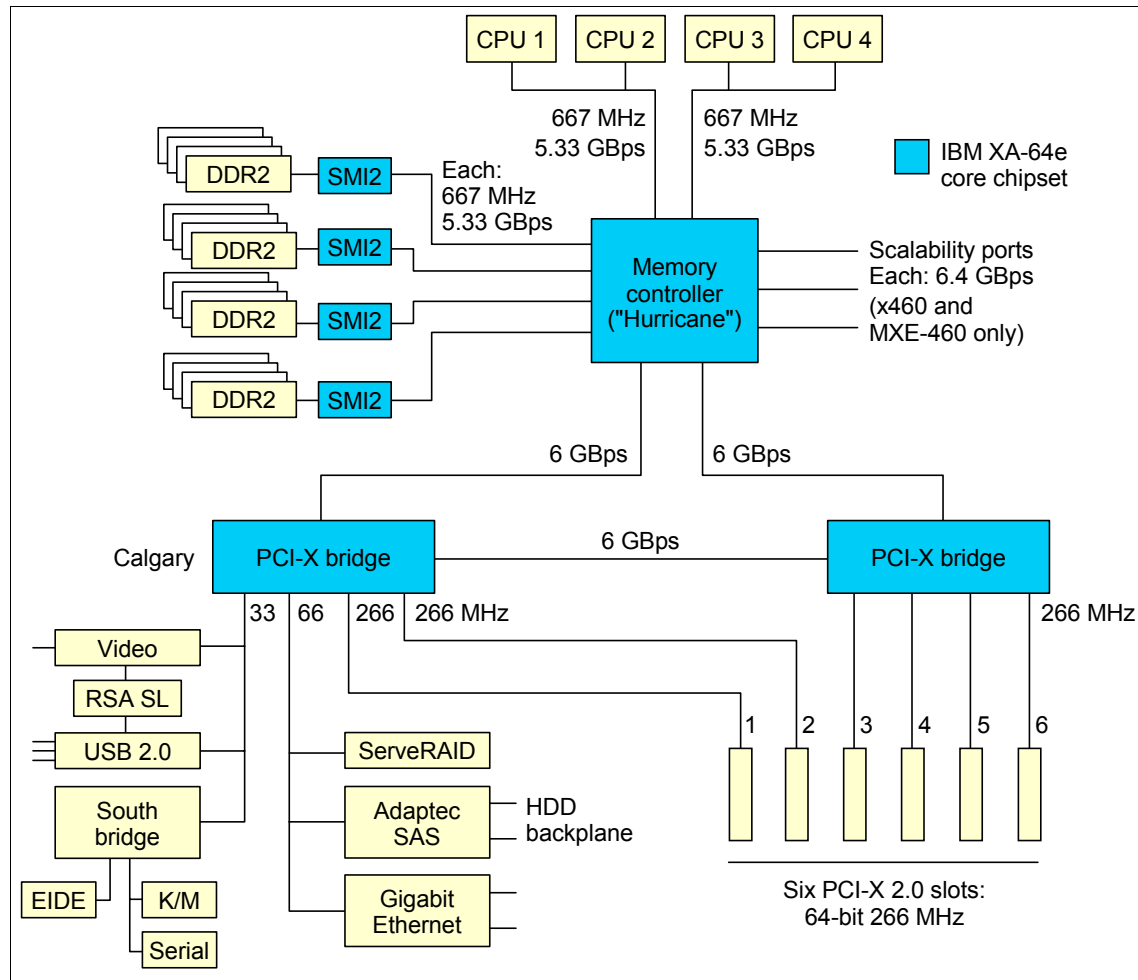 CPU 1
CPU 2
CPU 3
CPU 4
667 MHz
5.33 GBps
667 MHz
5.33 GBps
IBM XA-64e
core chipset
DDR2
SMI2
Each:
667 MHz
5.33 GBps
DDR2
SMI2
DDR2
SMI2
DDR2
SMI2
Memory
controller
("Hurricane")
Scalability ports
Each: 6.4 GBps
(x460 and
MXE-460 only)
6 GBps
6 GBps
Calgary
PCI-X bridge
6 GBps
PCI-X bridge
33
66
266
266 MHz
266 MHz
Video
RSA SL
USB 2.0
South
bridge
EIDE
K/M
Serial
ServeRAID
Adaptec
SAS
HDD
backplane
Gigabit
Ethernet
1
2
3
4
5
6
Six PCI-X 2.0 slots:
64-bit 266 MHz